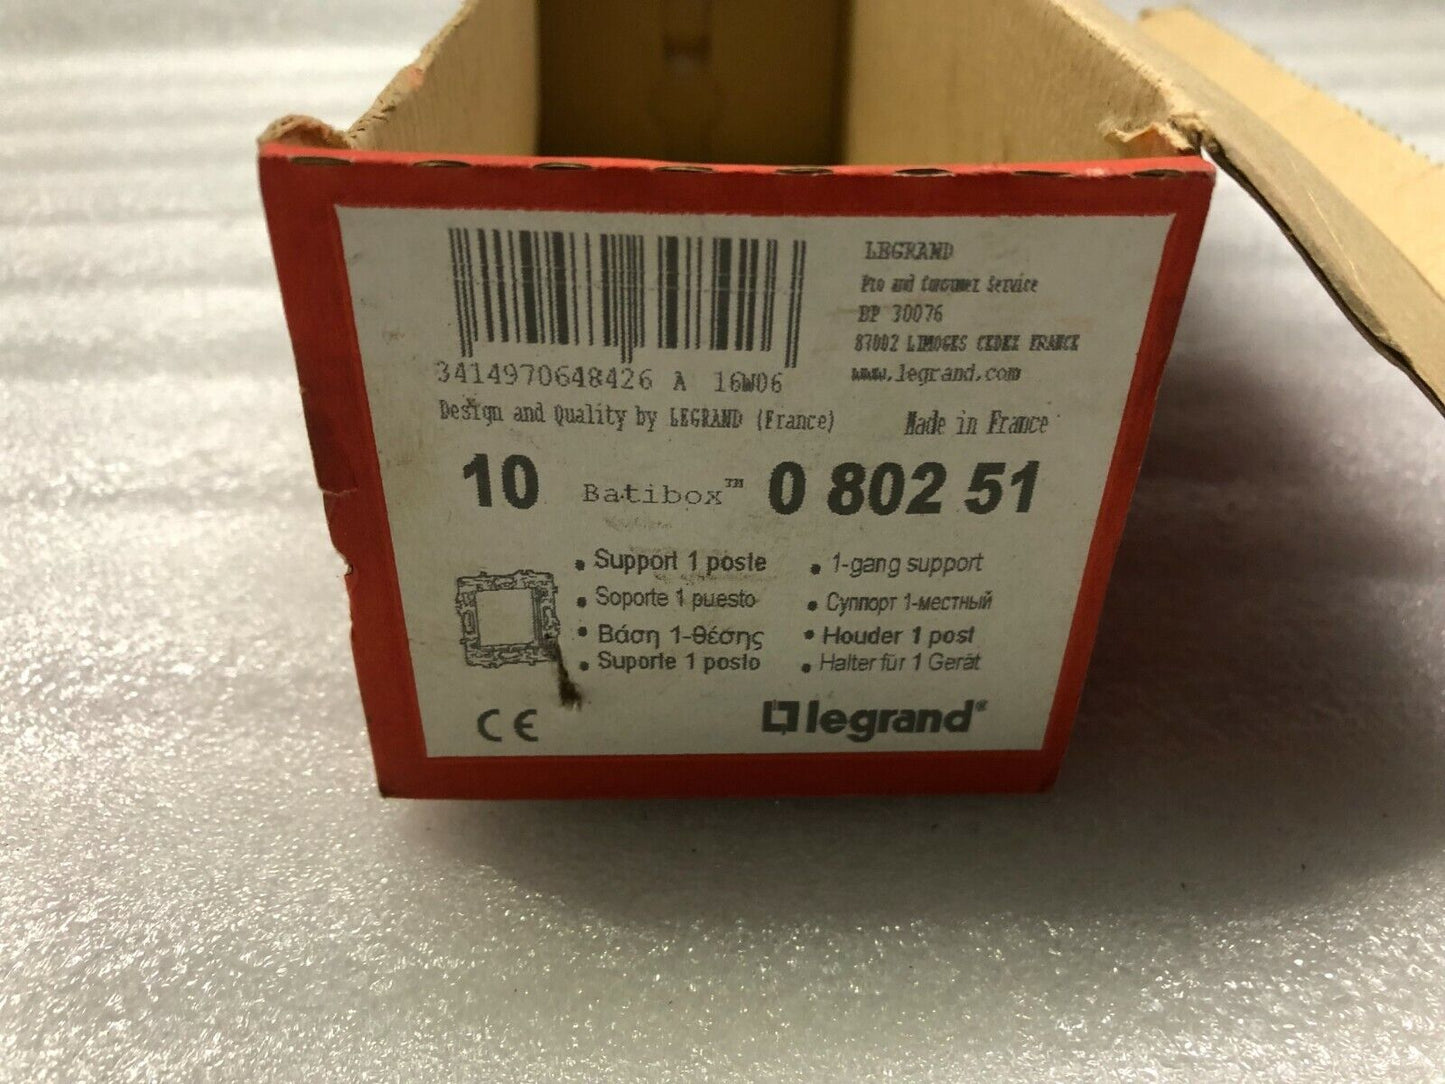 LEGRAND
Pro and Consumer Service
BP 30076
87002 LIMOGES CEDEX FRANCE
www.legrand.com
3414970648426 A 16W06
Design and Quality by LEGRAND (France) Made in France
10 Batibox™ 0 802 51
• Support 1 poste • 1-gang support
• Soporte 1 puesto • Суппорт 1-местный
• Βάση 1-θέσης • Houder 1 post
• Suporte 1 posto • Halter für 1 Gerät
CE legrand®